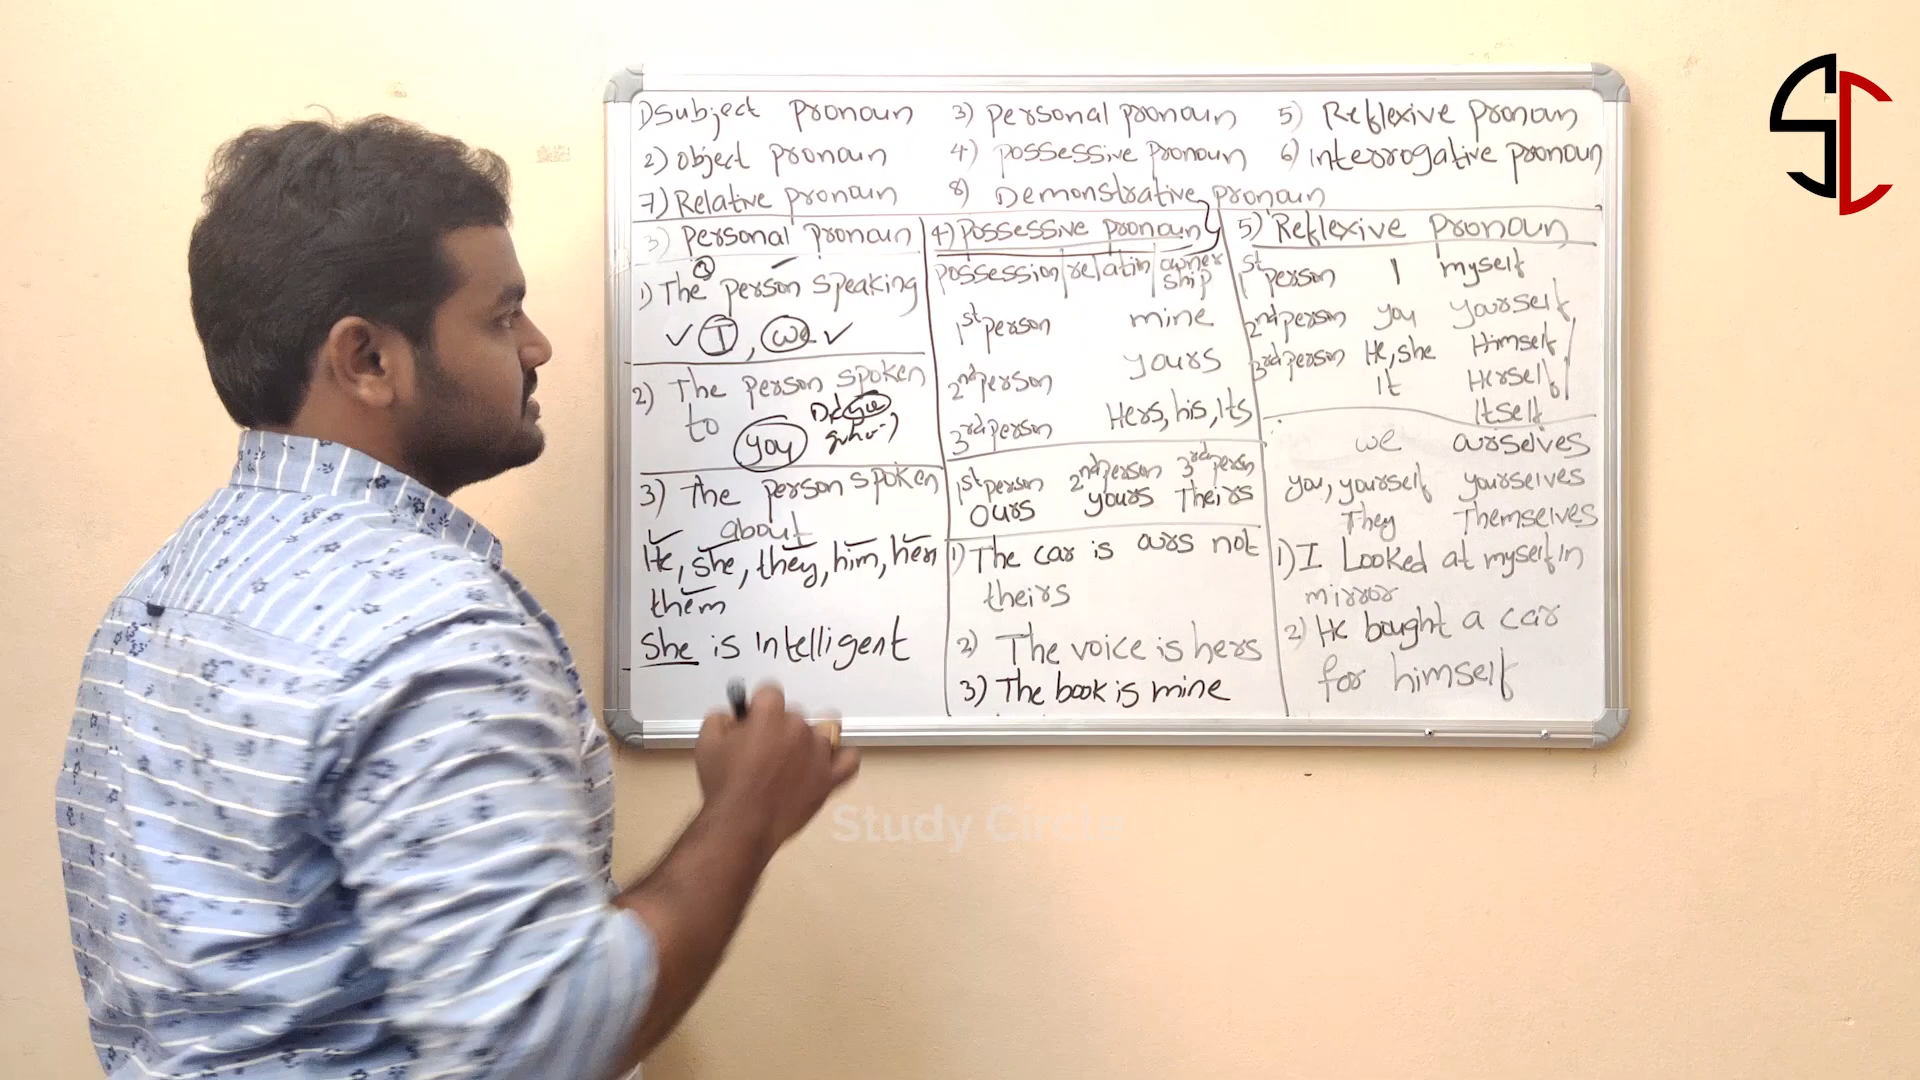 1) Subject pronoun 3) Personal pronoun 5) Reflexive pronoun
2) object pronoun 4) possessive pronoun 6) interrogative pronoun
7) Relative pronoun 8) Demonstrative pronoun
3) Personal pronoun
1) The person speaking
I, we
2) The person spoken
to
you
3) The person spoken
about
He, she, they, him, her
them
She is intelligent
4) Possessive pronoun
possession relatin owner
ship
1st person mine
yours
2nd person
3rd person Hers, his, Its
1st person 2nd person 3rd persn
ours yours Theirs
1) The car is ours not
theirs
2) The voice is hers
3) The book is mine
5) Reflexive pronoun
1st person I myself
2nd person you yourself
3rd person He, she Himself
It Herself
Itself
we ourselves
you, yourself yourselves
They Themselves
1) I Looked at myself in
mirror
2) He bought a car
for himself
SC
Study Circle